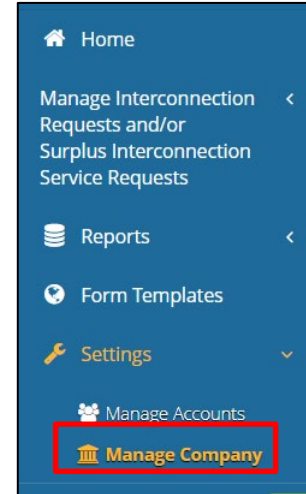 Home
Manage Interconnection
Requests and/or
Surplus Interconnection
Service Requests
Reports
Form Templates
Settings
Manage Accounts
Manage Company